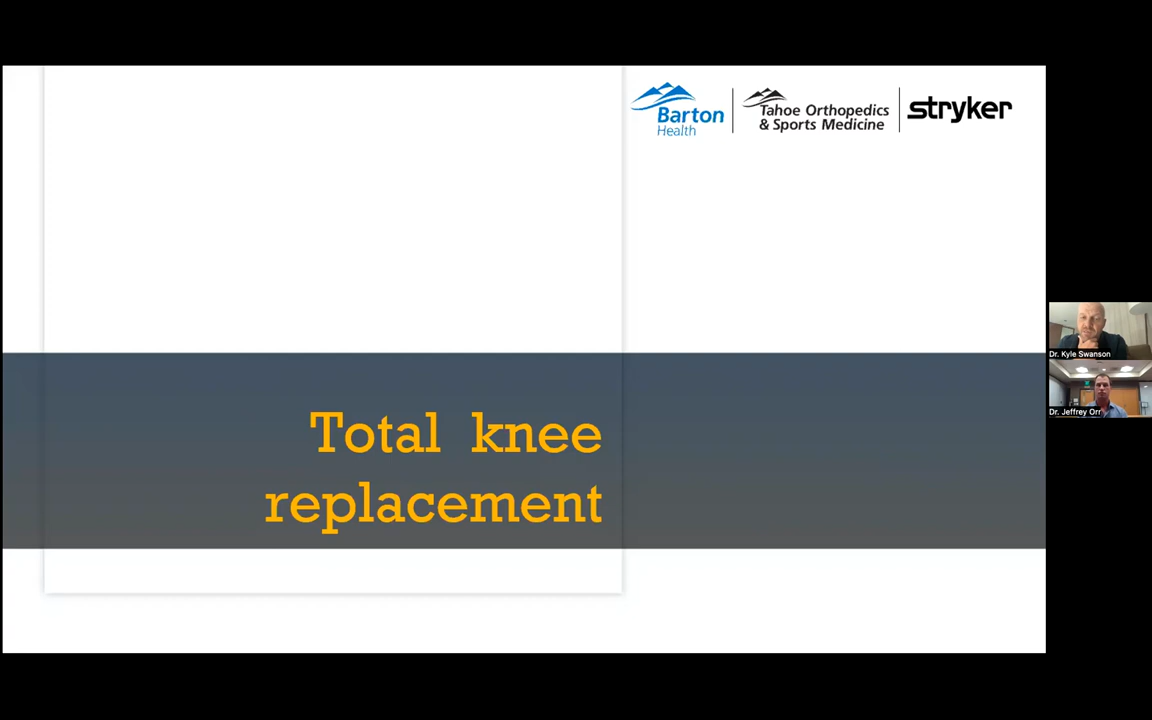 Barton
Health
Tahoe Orthopedics
& Sports Medicine
stryker
Total knee
replacement
Dr. Kyle Swanson
Dr. Jeffrey Orr